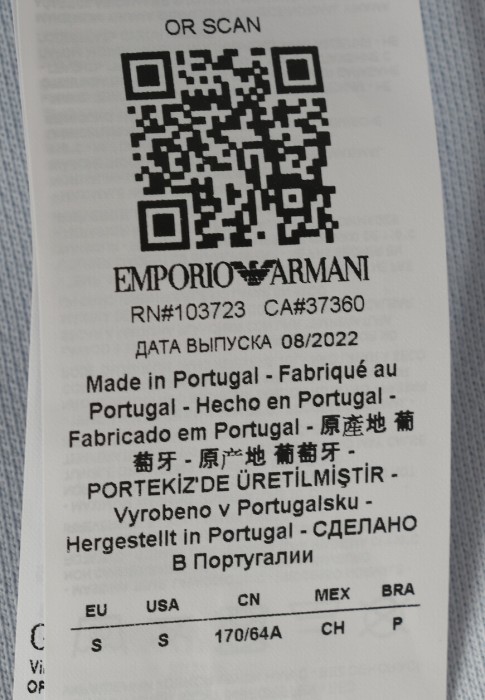 OR SCAN
EMPORIO ARMANI
RN#103723 CA#37360
ДАТА ВЫПУСКА 08/2022
Made in Portugal - Fabriqué au
Portugal - Hecho en Portugal -
Fabricado em Portugal - 原產地 葡
萄牙 - 原产地 葡萄牙 -
PORTEKİZ'DE ÜRETİLMİŞTİR -
Vyrobeno v Portugalsku -
Hergestellt in Portugal - СДЕЛАНО
В Португалии
EU USA CN MEX BRA
S S 170/64A CH P